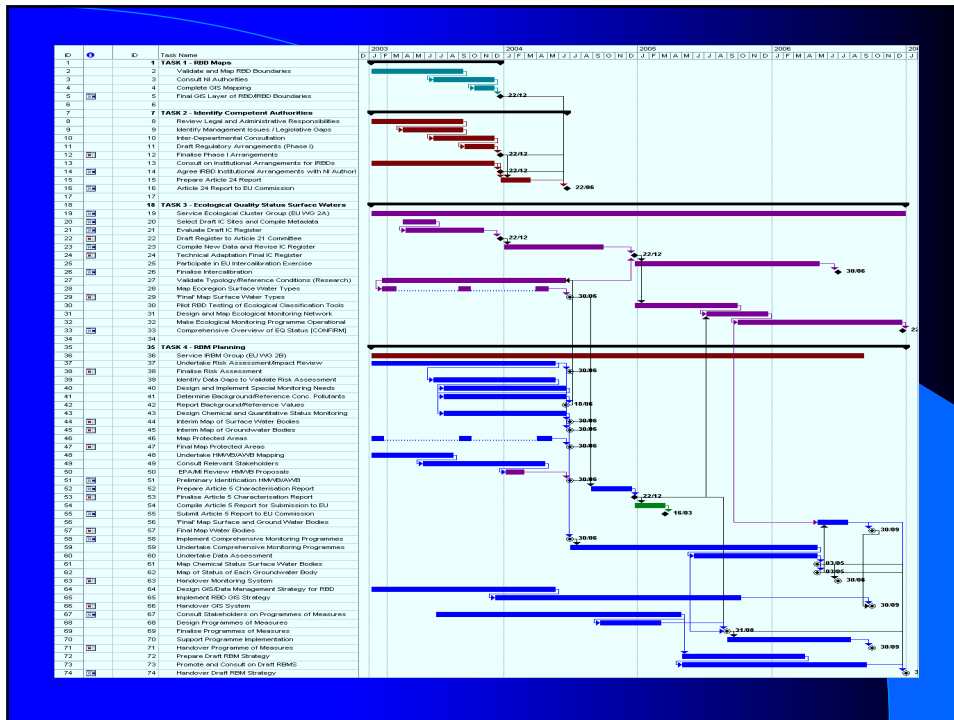 2003 2004 2005 2006
ID ID Task Name D J F M A M J J A S O N D J F M A M J J A S O N D J F M A M J J A S O N D J F M A M J J A S O N D J
1 1 TASK 1 - RBD Maps
2 2 Validate and Map RBD Boundaries
3 3 Consult NI Authorities
4 4 Complete GIS Mapping
5 5 Final GIS Layer of RBD/IRBD Boundaries 22/12
6 6
7 7 TASK 2 - Identify Competent Authorities
8 8 Review Legal and Administrative Responsibilities
9 9 Identify Management Issues / Legislative Gaps
10 10 Inter-Depeartmental Consultation
11 11 Draft Regulatory Arrangements (Phase I)
12 12 Finalise Phase I Arrangements 22/12
13 13 Consult on Institutional Arrangements for IRBDs
14 14 Agree IRBD Institutional Arrangements with NI Authori 22/12
15 15 Prepare Article 24 Report
16 16 Article 24 Report to EU Commission 22/06
17 17
18 18 TASK 3 - Ecological Quality Status Surface Waters
19 19 Service Ecological Cluster Group (EU WG 2A)
20 20 Select Draft IC Sites and Compile Metadata
21 21 Evaluate Draft IC Register
22 22 Draft Register to Article 21 Committee 22/12
23 23 Compile New Data and Revise IC Register
24 24 Technical Adaptation Final IC Register 22/12
25 25 Participate in EU Intercalibration Exercise
26 26 Finalise Intercalibration 30/06
27 27 Validate Typology/Reference Conditions (Research)
28 28 Map Ecoregion Surface Water Types
29 29 'Final' Map Surface Water Types 30/06
30 30 Pilot RBD Testing of Ecological Classification Tools
31 31 Design and Map Ecological Monitoring Network
32 32 Make Ecological Monitoring Programme Operational
33 33 Comprehensive Overview of EQ Status [CONFIRM] 22
34 34
35 35 TASK 4 - RBM Planning
36 36 Service IRBM Group (EU WG 2B)
37 37 Undertake Risk Assessment/Impact Review
38 38 Finalise Risk Assessment 30/06
39 39 Identify Data Gaps to Validate Risk Assessment
40 40 Design and Implement Special Monitoring Needs
41 41 Determine Background/Reference Conc. Pollutants
42 42 Report Background/Reference Values 18/06
43 43 Design Chemical and Quantitative Status Monitoring
44 44 Interim Map of Surface Water Bodies 30/06
45 45 Interim Map of Groundwater Bodies 30/06
46 46 Map Protected Areas
47 47 Final Map Protected Areas 30/06
48 48 Undertake HMWB/AWB Mapping
49 49 Consult Relevant Stakeholders
50 50 EPA/MI Review HMWB Proposals
51 51 Preliminary Identification HMWB/AWB 30/06
52 52 Prepare Article 5 Characterisation Report
53 53 Finalise Article 5 Characterisation Report 22/12
54 54 Compile Article 5 Report for Submission to EU
55 55 Submit Article 5 Report to EU Commission 16/03
56 56 'Final' Map Surface and Ground Water Bodies
57 57 Final Map Water Bodies 30/09
58 58 Implement Comprehensive Monitoring Programmes 30/06
59 59 Undertake Comprehensive Monitoring Programmes
60 60 Undertake Data Assessment
61 61 Map Chemical Status Surface Water Bodies 03/05
62 62 Map of Status of Each Groundwater Body 03/05
63 63 Handover Monitoring System 30/06
64 64 Design GIS/Data Management Strategy for RBD
65 65 Implement RBD GIS Strategy
66 66 Handover GIS System 30/09
67 67 Consult Stakeholders on Programmes of Measures
68 68 Design Programmes of Measures
69 69 Finalise Programmes of Measures 31/08
70 70 Support Programme Implementation
71 71 Handover Programme of Measures 30/09
72 72 Prepare Draft RBM Strategy
73 73 Promote and Consult on Draft RBMS
74 74 Handover Draft RBM Strategy